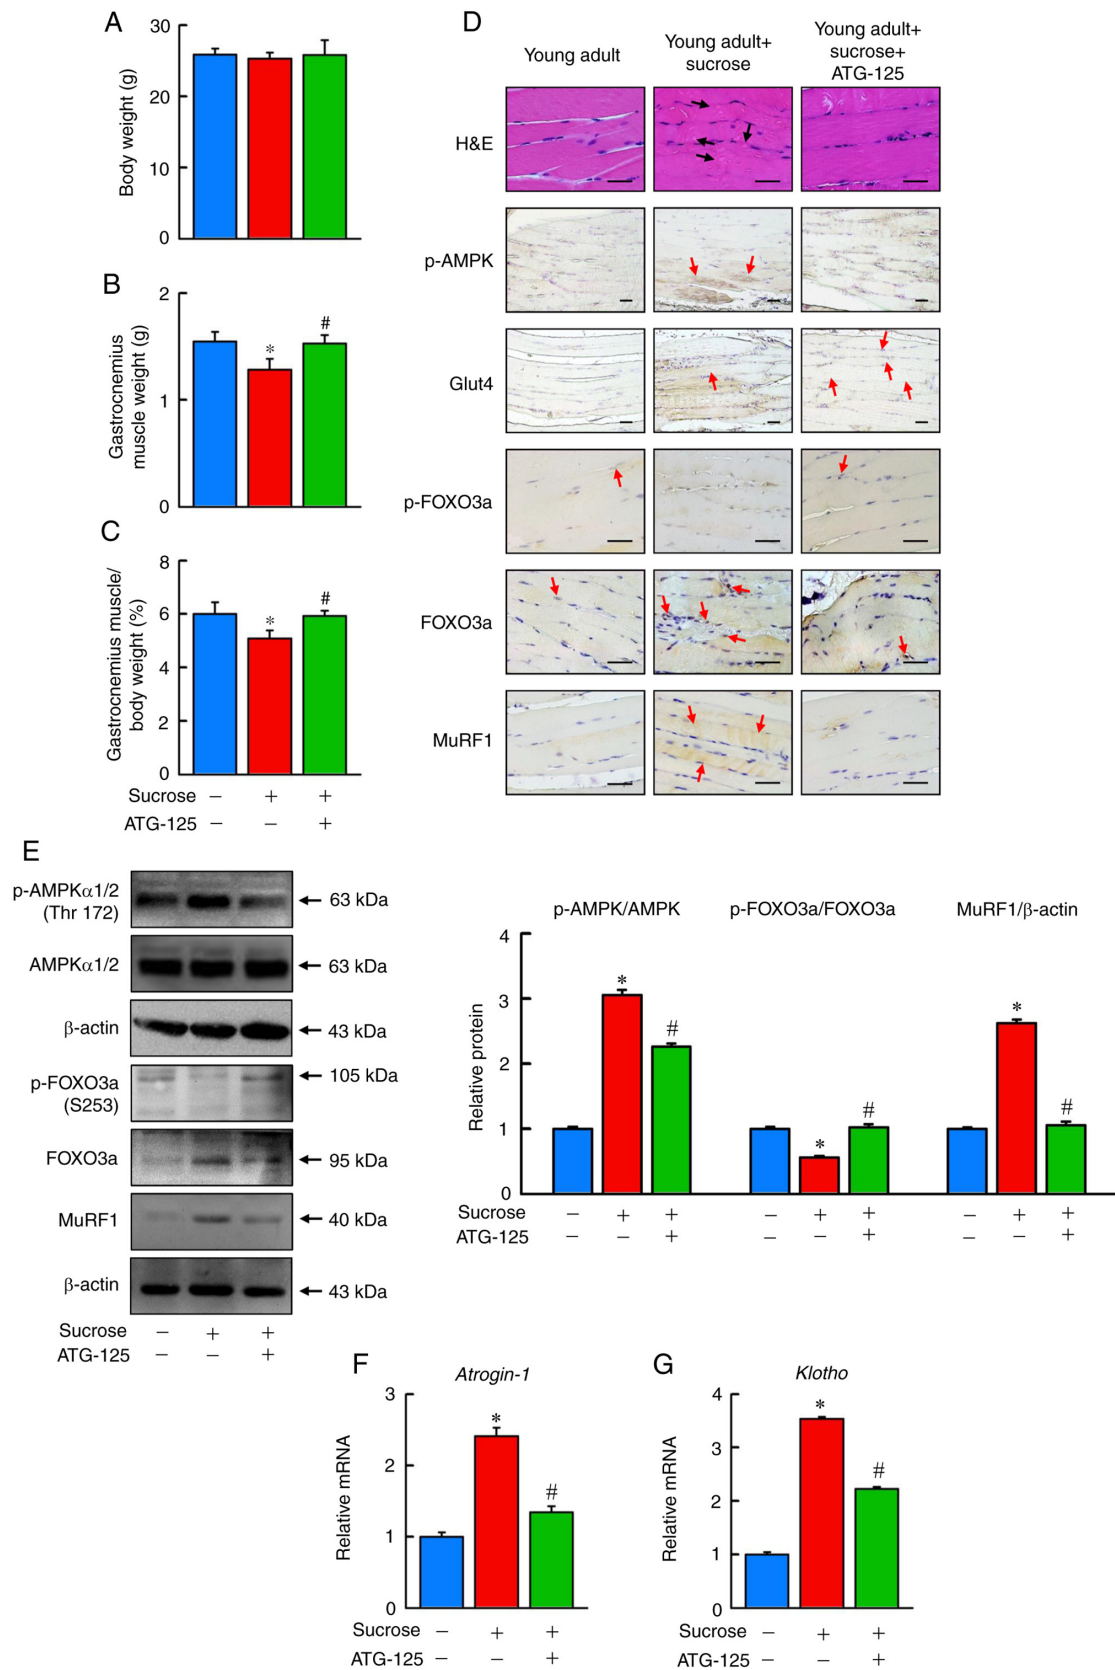 A
Body weight (g)
30
20
10
0
B
Gastrocnemius
muscle weight (g)
2
1
0
*
#
C
Gastrocnemius muscle/
body weight (%)
8
6
4
2
0
*
#
Sucrose − + +
ATG-125 − − +
D
Young adult
Young adult+
sucrose
Young adult+
sucrose+
ATG-125
H&E
p-AMPK
Glut4
p-FOXO3a
FOXO3a
MuRF1
E
p-AMPKα1/2
(Thr 172)
63 kDa
AMPKα1/2
63 kDa
β-actin
43 kDa
p-FOXO3a
(S253)
105 kDa
FOXO3a
95 kDa
MuRF1
40 kDa
β-actin
43 kDa
Sucrose − + +
ATG-125 − − +
p-AMPK/AMPK
p-FOXO3a/FOXO3a
MuRF1/β-actin
Relative protein
4
3
2
1
0
* #
* #
* #
Sucrose − + + − + + − + +
ATG-125 − − + − − + − − +
F
Atrogin-1
Relative mRNA
3
2
1
0
*
#
Sucrose − + +
ATG-125 − − +
G
Klotho
Relative mRNA
4
3
2
1
0
*
#
Sucrose − + +
ATG-125 − − +